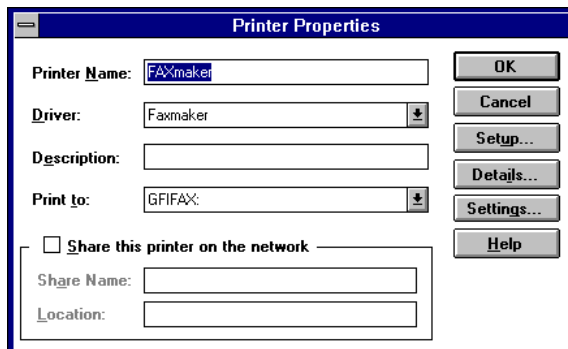 Printer Properties
Printer Name: FAXmaker
Driver: Faxmaker
Description:
Print to: GFIFAX:
Share this printer on the network
Share Name:
Location:
OK
Cancel
Setup...
Details...
Settings...
Help